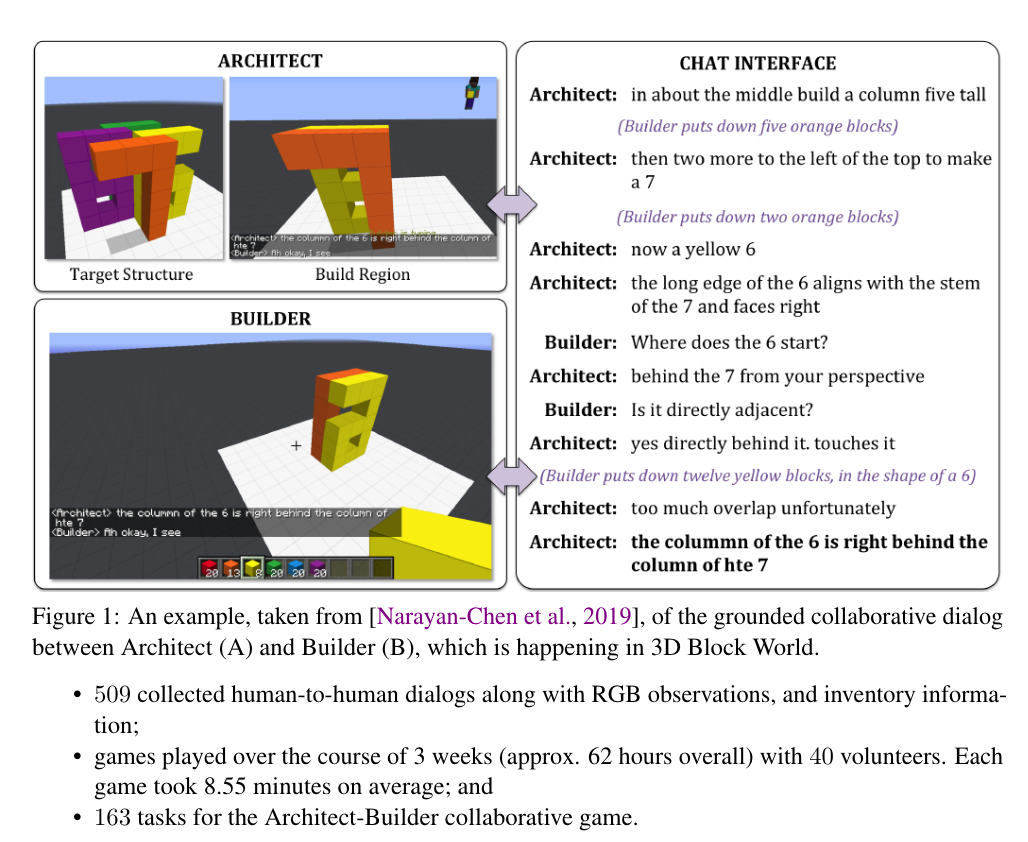 ARCHITECT
Target Structure
Build Region
<Architect> the columnn of the 6 is right behind the column of
hte 7
<Builder> Ah okay, I see
BUILDER
<Architect> the columnn of the 6 is right behind the column of
hte 7
<Builder> Ah okay, I see
20 13 8 20 20 20
CHAT INTERFACE
Architect: in about the middle build a column five tall
(Builder puts down five orange blocks)
Architect: then two more to the left of the top to make
a 7
(Builder puts down two orange blocks)
Architect: now a yellow 6
Architect: the long edge of the 6 aligns with the stem
of the 7 and faces right
Builder: Where does the 6 start?
Architect: behind the 7 from your perspective
Builder: Is it directly adjacent?
Architect: yes directly behind it. touches it
(Builder puts down twelve yellow blocks, in the shape of a 6)
Architect: too much overlap unfortunately
Architect: the colummn of the 6 is right behind the
column of hte 7
Figure 1: An example, taken from [Narayan-Chen et al., 2019], of the grounded collaborative dialog
between Architect (A) and Builder (B), which is happening in 3D Block World.
• 509 collected human-to-human dialogs along with RGB observations, and inventory informa-
tion;
• games played over the course of 3 weeks (approx. 62 hours overall) with 40 volunteers. Each
game took 8.55 minutes on average; and
• 163 tasks for the Architect-Builder collaborative game.